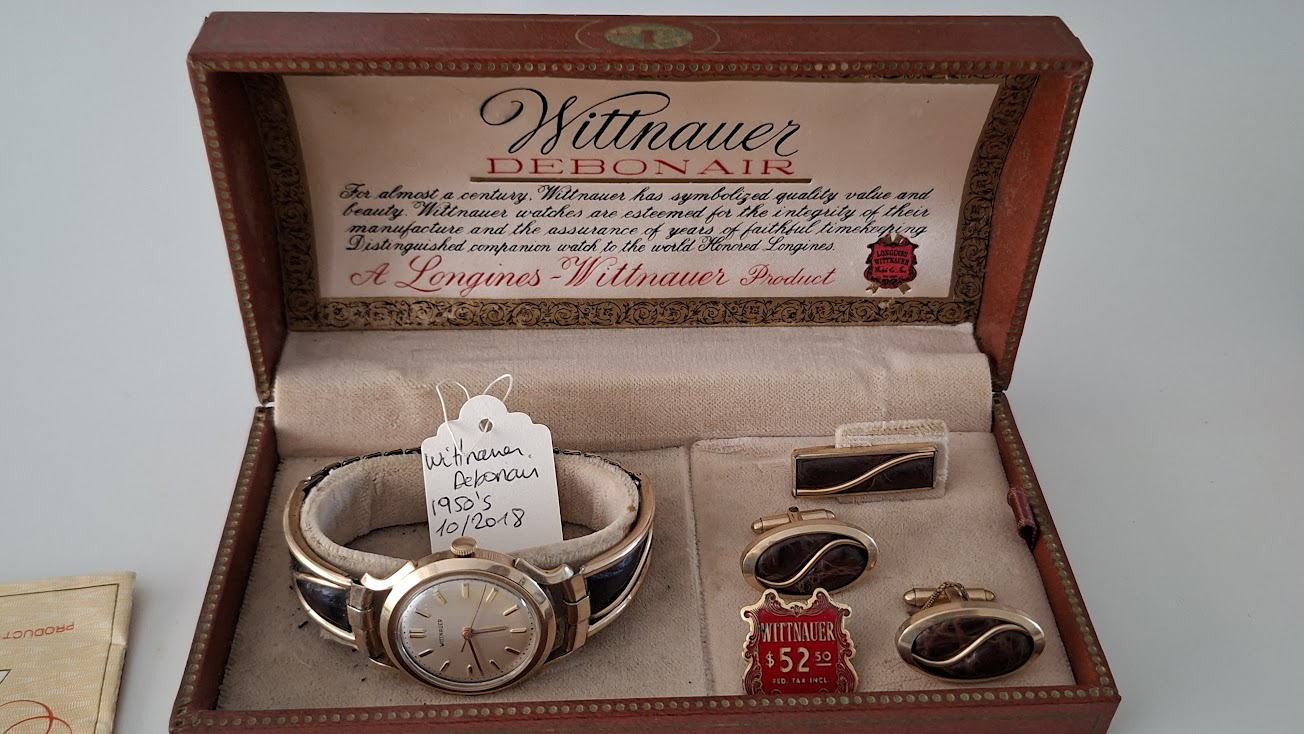 Wittnauer
DEBONAIR
For almost a century, Wittnauer has symbolized quality value and
beauty. Wittnauer watches are esteemed for the integrity of their
manufacture and the assurance of years of faithful timekeeping
Distinguished companion watch to the world Honored Longines.
A Longines-Wittnauer Product
LONGINES
WITTNAUER
Wittnauer.
Debonair
1950's
10/2018
WITTNAUER
WITTNAUER
$52.50
FED. TAX INCL.
PRODUCT